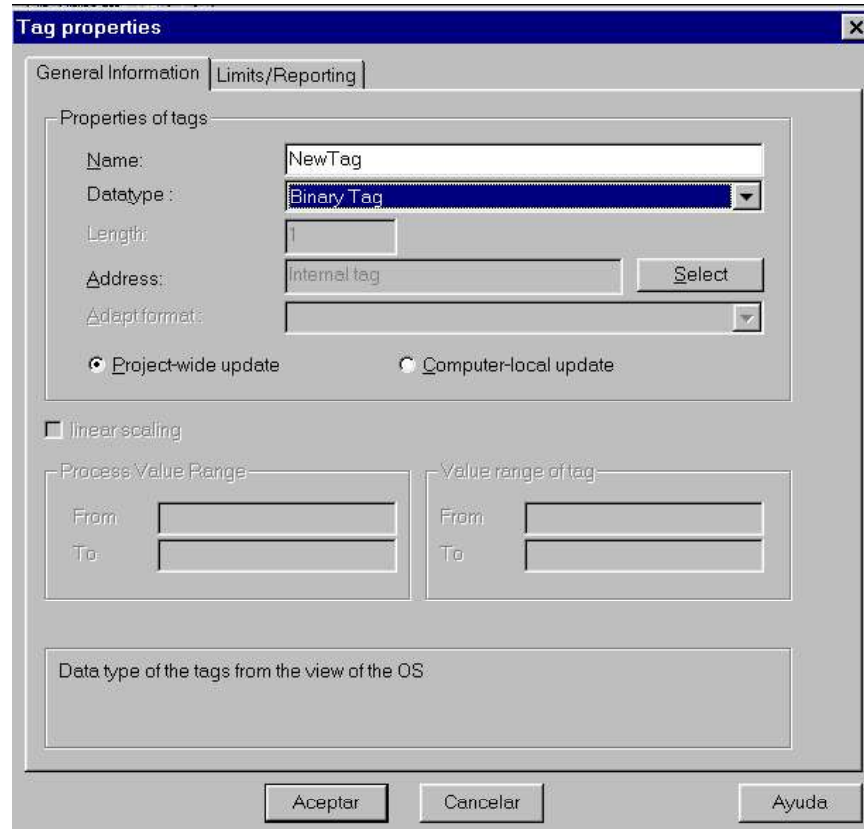 Tag properties
General Information Limits/Reporting
Properties of tags
Name: NewTag
Datatype : Binary Tag
Length: 1
Address: Internal tag Select
Adapt format:
Project-wide update Computer-local update
linear scaling
Process Value Range Value range of tag
From From
To To
Data type of the tags from the view of the OS
Aceptar Cancelar Ayuda